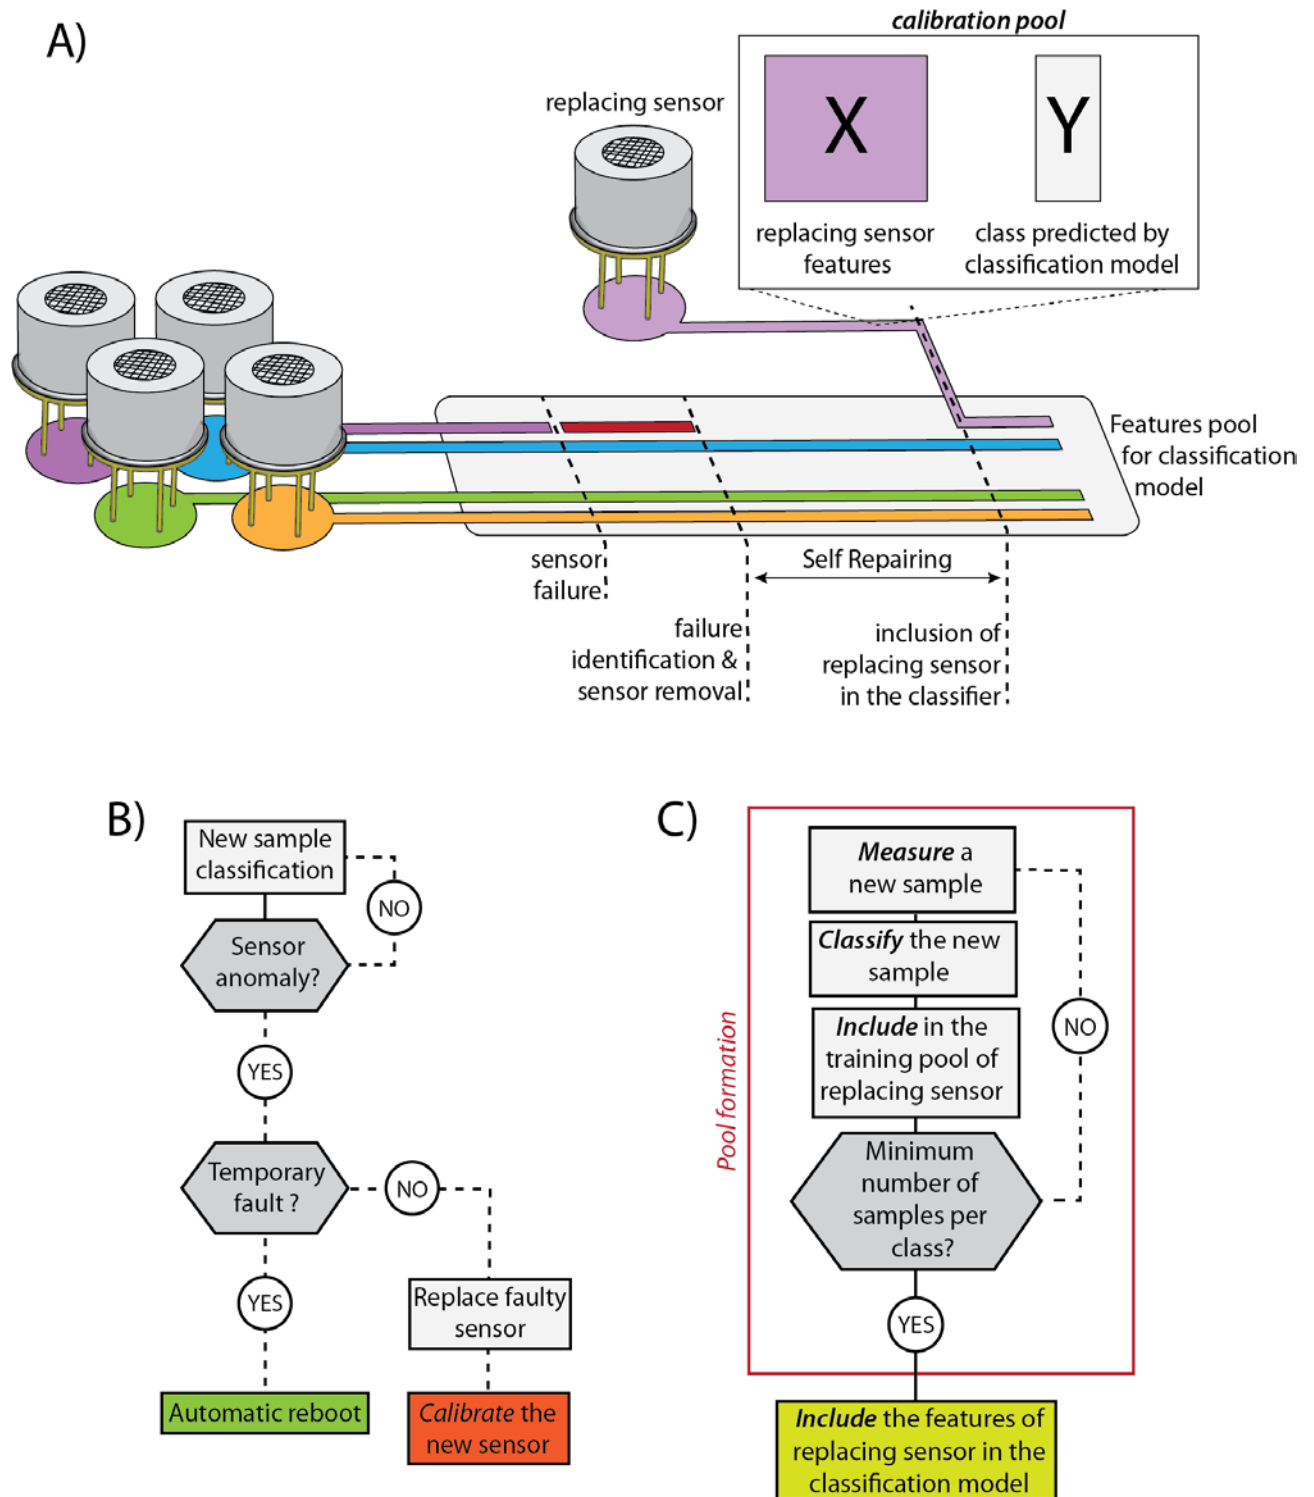 A)
calibration pool
replacing sensor
X
Y
replacing sensor
features
class predicted by
classification model
Features pool
for classification
model
sensor
failure
Self Repairing
failure
identification &
sensor removal
inclusion of
replacing sensor
in the classifier
B)
New sample
classification
NO
Sensor
anomaly?
YES
Temporary
fault ?
NO
YES
Replace faulty
sensor
Automatic reboot
Calibrate the
new sensor
C)
Pool formation
Measure a
new sample
Classify the new
sample
Include in the
training pool of
replacing sensor
NO
Minimum
number of
samples per
class?
YES
Include the features of
replacing sensor in the
classification model